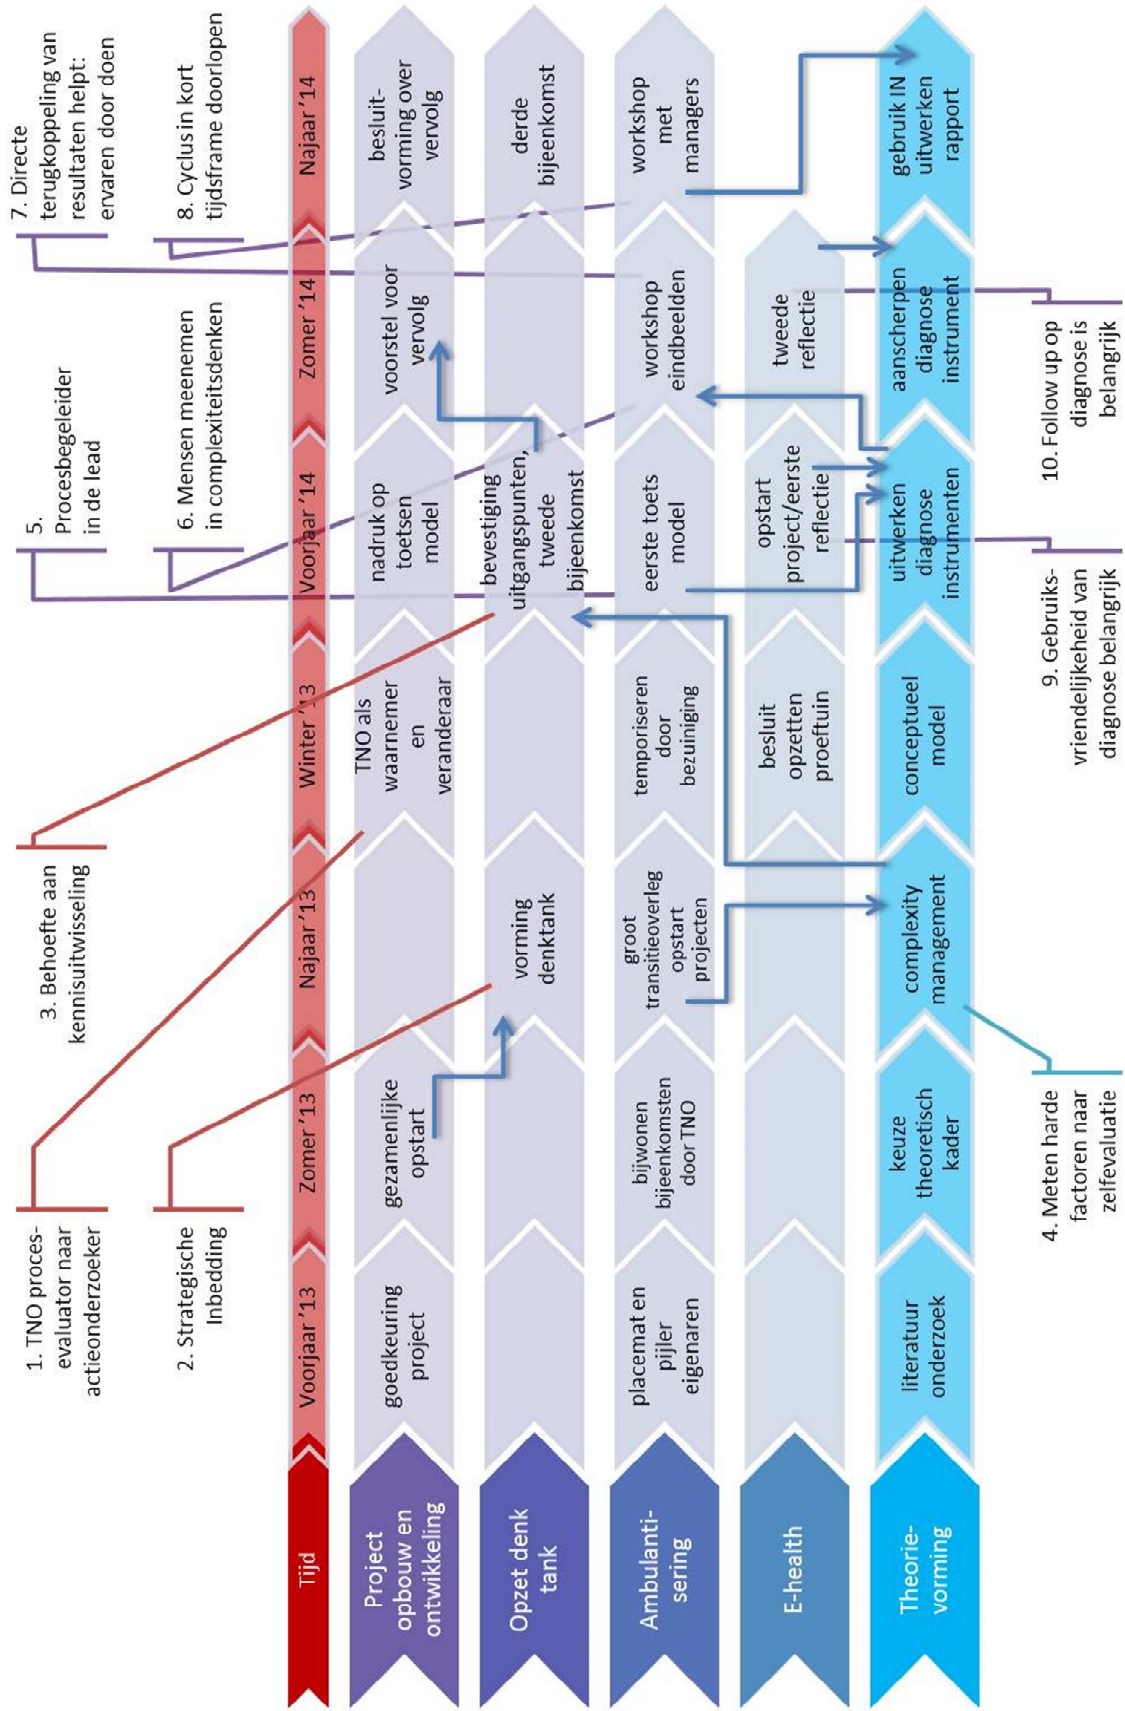 1. TNO proces-
evaluator naar
actieonderzoeker
3. Behoefte aan
kennisuitwisseling
5.
Procesbegeleider
in de lead
7. Directe
terugkoppeling van
resultaten helpt:
ervaren door doen
2. Strategische
Inbedding
6. Mensen meenemen
in complexiteitsdenken
8. Cyclus in kort
tijdsframe doorlopen
Tijd
Voorjaar ’13
Zomer ’13
Najaar ’13
Winter ’13
Voorjaar ’14
Zomer ’14
Najaar ’14
Project
opbouw en
ontwikkeling
goedkeuring
project
gezamenlijke
opstart
TNO als
waarnemer
en
veranderaar
nadruk op
toetsen
model
voorstel voor
vervolg
besluit-
vorming over
vervolg
Opzet denk
tank
vorming
denktank
bevestiging
uitgangspunten,
tweede
bijeenkomst
derde
bijeenkomst
Ambulanti-
sering
placemat en
pijler
eigenaren
bijwonen
bijeenkomsten
door TNO
groot
transitieoverleg
opstart
projecten
temporiseren
door
bezuiniging
eerste toets
model
workshop
eindbeelden
workshop
met
managers
E-health
besluit
opzetten
proeftuin
opstart
project/eerste
reflectie
tweede
reflectie
Theorie-
vorming
literatuur
onderzoek
keuze
theoretisch
kader
complexity
management
conceptueel
model
uitwerken
diagnose
instrumenten
aanscherpen
diagnose
instrument
gebruik IN
uitwerken
rapport
4. Meten harde
factoren naar
zelfevaluatie
9. Gebruiks-
vriendelijkeheid van
diagnose belangrijk
10. Follow up op
diagnose is
belangrijk